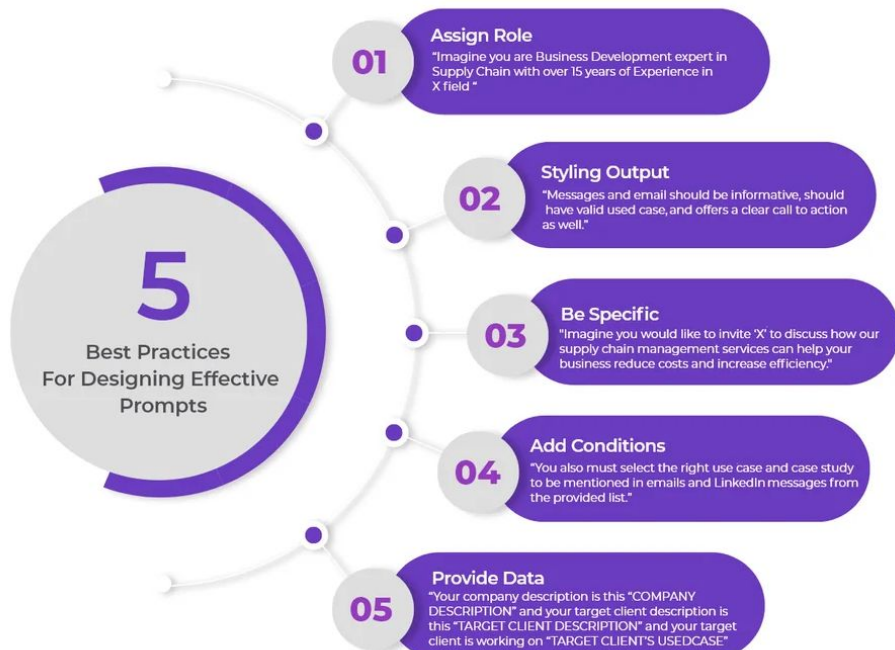 5
Best Practices
For Designing Effective
Prompts
01
Assign Role
“Imagine you are Business Development expert in
Supply Chain with over 15 years of Experience in
X field “
02
Styling Output
“Messages and email should be informative, should
have valid used case, and offers a clear call to action
as well.”
03
Be Specific
"Imagine you would like to invite ‘X’ to discuss how our
supply chain management services can help your
business reduce costs and increase efficiency."
04
Add Conditions
“You also must select the right use case and case study
to be mentioned in emails and LinkedIn messages from
the provided list.”
05
Provide Data
“Your company description is this “COMPANY
DESCRIPTION” and your target client description is
this “TARGET CLIENT DESCRIPTION” and your target
client is working on “TARGET CLIENT’S USEDCASE”